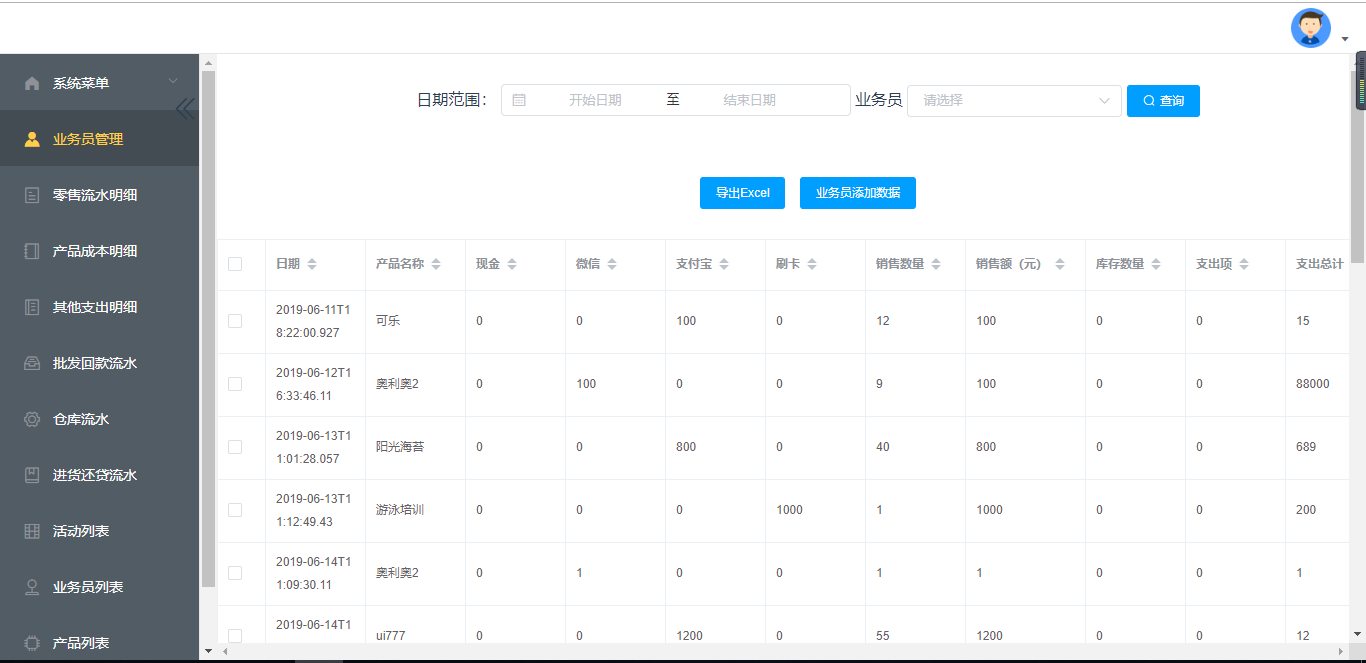 系统菜单
业务员管理
零售流水明细
产品成本明细
其他支出明细
批发回款流水
仓库流水
进货还贷流水
活动列表
业务员列表
产品列表
日期范围： 开始日期 至 结束日期 业务员 请选择 查询
导出Excel 业务员添加数据
日期 产品名称 现金 微信 支付宝 刷卡 销售数量 销售额（元） 库存数量 支出项 支出总计
2019-06-11T1
8:22:00.927 可乐 0 0 100 0 12 100 0 0 15
2019-06-12T1
6:33:46.11 奥利奥2 0 100 0 0 9 100 0 0 88000
2019-06-13T1
1:01:28.057 阳光海苔 0 0 800 0 40 800 0 0 689
2019-06-13T1
1:12:49.43 游泳培训 0 0 0 1000 1 1000 0 0 200
2019-06-14T1
1:09:30.11 奥利奥2 0 1 0 0 1 1 0 0 1
2019-06-14T1
ui777 0 0 1200 0 55 1200 0 0 12